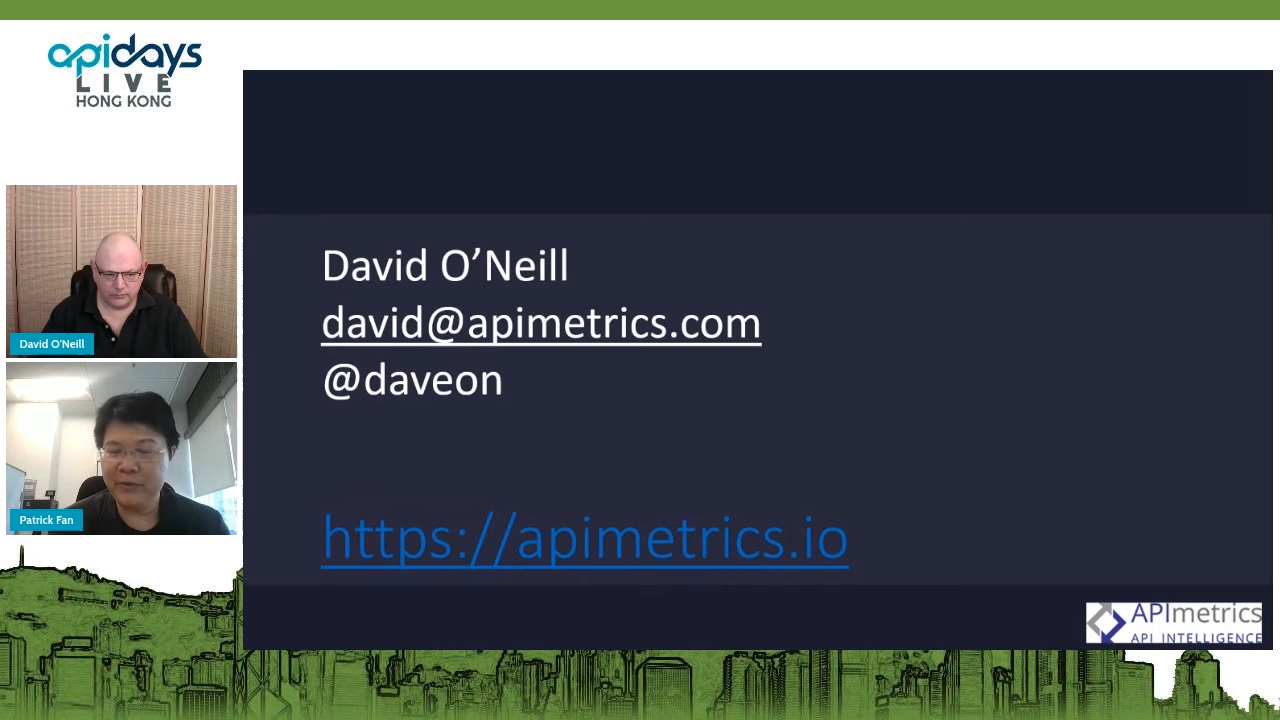 apidays
LIVE
HONG KONG
David O'Neill
Patrick Fan
David O’Neill
david@apimetrics.com
@daveon
https://apimetrics.io
APImetrics
API INTELLIGENCE